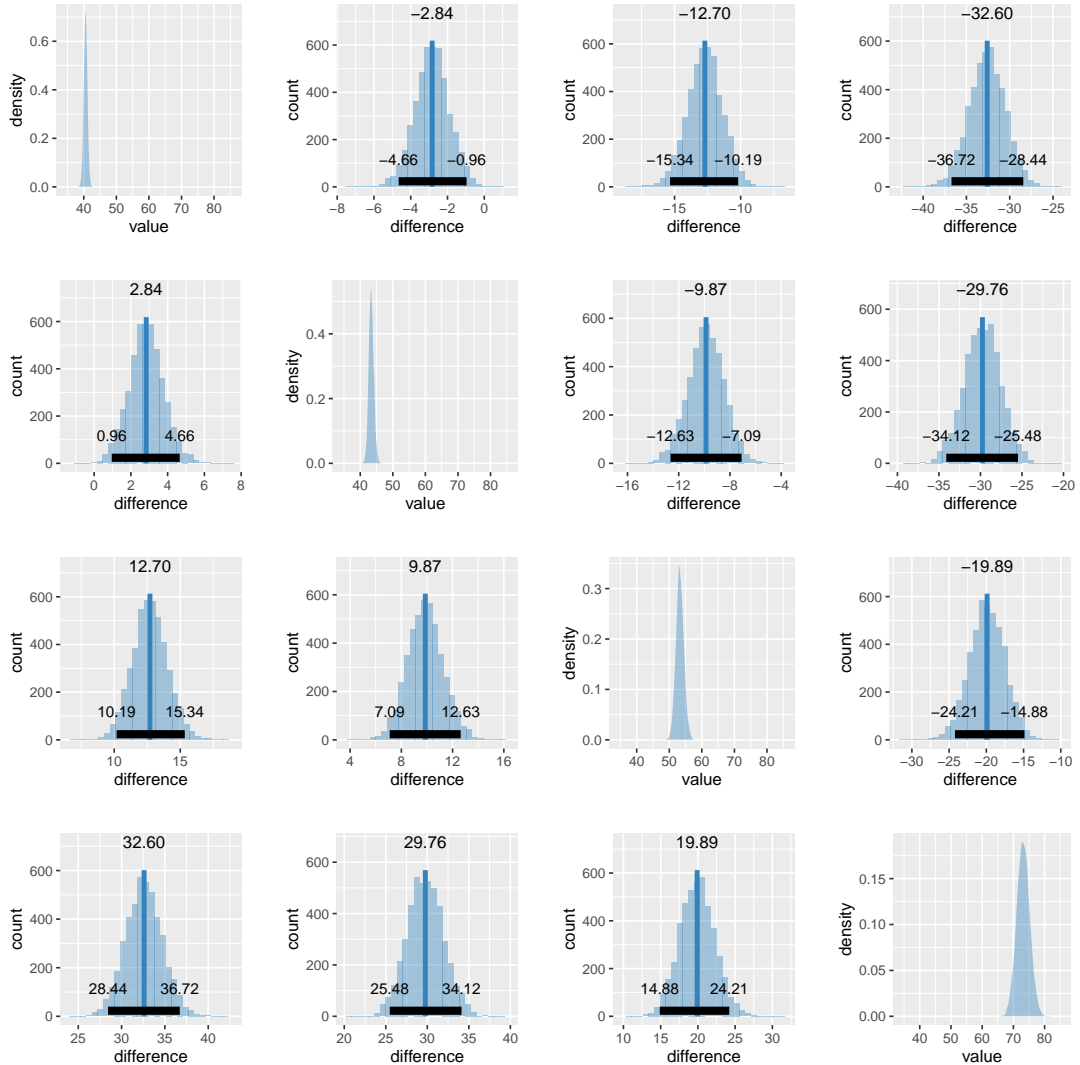 0.6
0.4
0.2
0.0
density
40 50 60 70 80
value
−2.84
600
400
200
0
count
−4.66 −0.96
−8 −6 −4 −2 0
difference
−12.70
600
400
200
0
count
−15.34 −10.19
−15 −10
difference
−32.60
600
400
200
0
count
−36.72 −28.44
−40 −35 −30 −25
difference
2.84
600
400
200
0
count
0.96 4.66
0 2 4 6 8
difference
0.4
0.2
0.0
density
40 50 60 70 80
value
−9.87
600
400
200
0
count
−12.63 −7.09
−16 −12 −8 −4
difference
−29.76
600
400
200
0
count
−34.12 −25.48
−40 −35 −30 −25 −20
difference
12.70
600
400
200
0
count
10.19 15.34
10 15
difference
9.87
600
400
200
0
count
7.09 12.63
4 8 12 16
difference
0.3
0.2
0.1
0.0
density
40 50 60 70 80
value
−19.89
600
400
200
0
count
−24.21 −14.88
−30 −25 −20 −15 −10
difference
32.60
600
400
200
0
count
28.44 36.72
25 30 35 40
difference
29.76
600
400
200
0
count
25.48 34.12
20 25 30 35 40
difference
19.89
600
400
200
0
count
14.88 24.21
10 15 20 25 30
difference
0.15
0.10
0.05
0.00
density
40 50 60 70 80
value